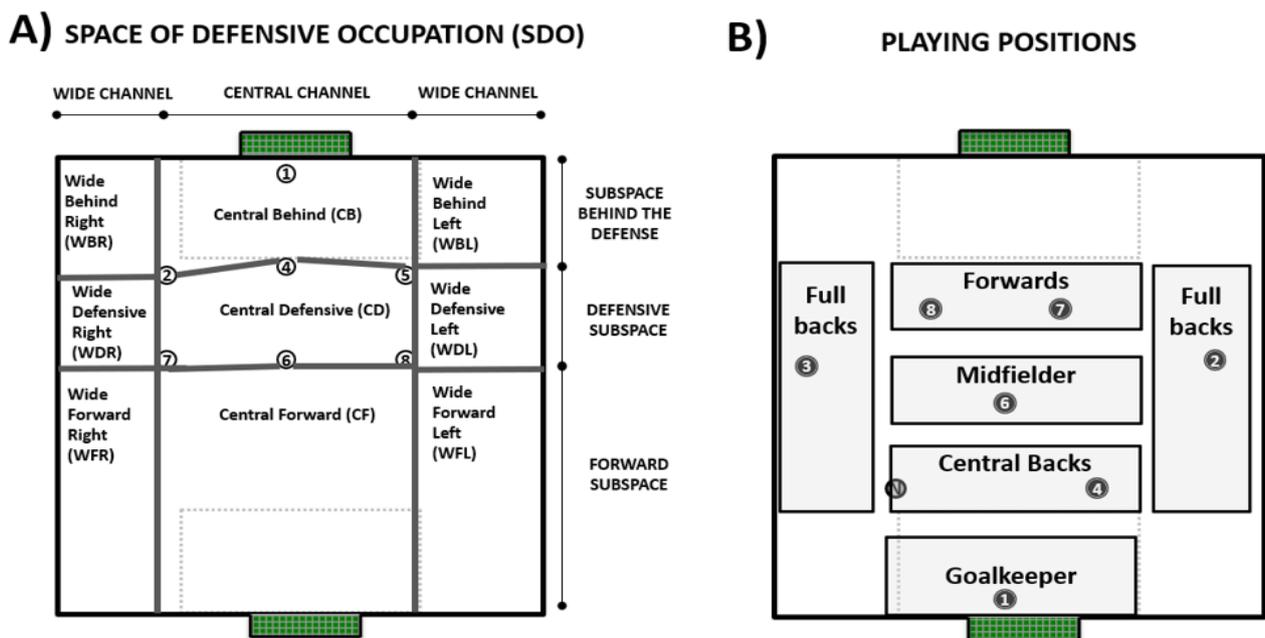 A) SPACE OF DEFENSIVE OCCUPATION (SDO)
WIDE CHANNEL
CENTRAL CHANNEL
WIDE CHANNEL
1
Wide
Behind
Right
(WBR)
Central Behind (CB)
Wide
Behind
Left
(WBL)
SUBSPACE
BEHIND THE
DEFENSE
2
4
5
Wide
Defensive
Right
(WDR)
Central Defensive (CD)
Wide
Defensive
Left
(WDL)
DEFENSIVE
SUBSPACE
7
6
8
Wide
Forward
Right
(WFR)
Central Forward (CF)
Wide
Forward
Left
(WFL)
FORWARD
SUBSPACE
B) PLAYING POSITIONS
Full
backs
3
Forwards
8
7
Full
backs
2
Midfielder
6
Central Backs
N
4
Goalkeeper
1